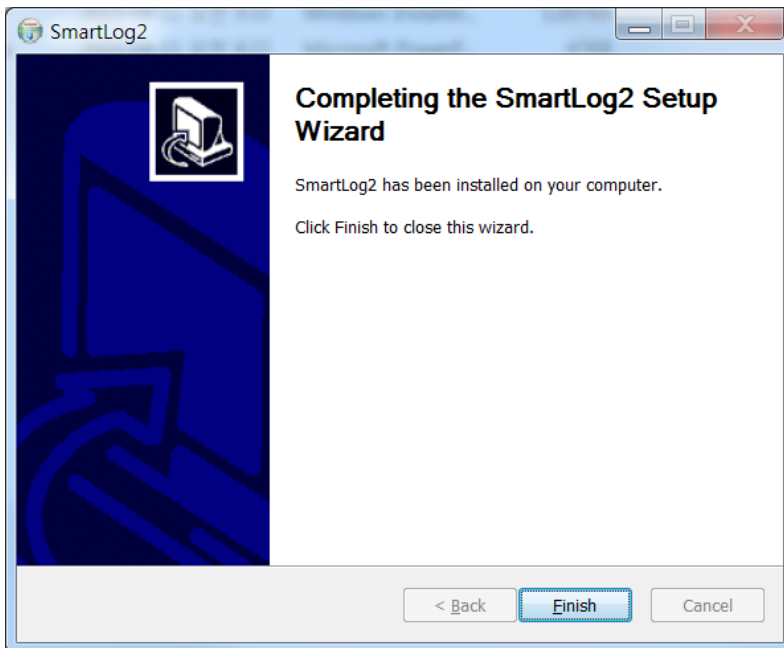 SmartLog2
Completing the SmartLog2 Setup
Wizard
SmartLog2 has been installed on your computer.
Click Finish to close this wizard.
< Back
Finish
Cancel